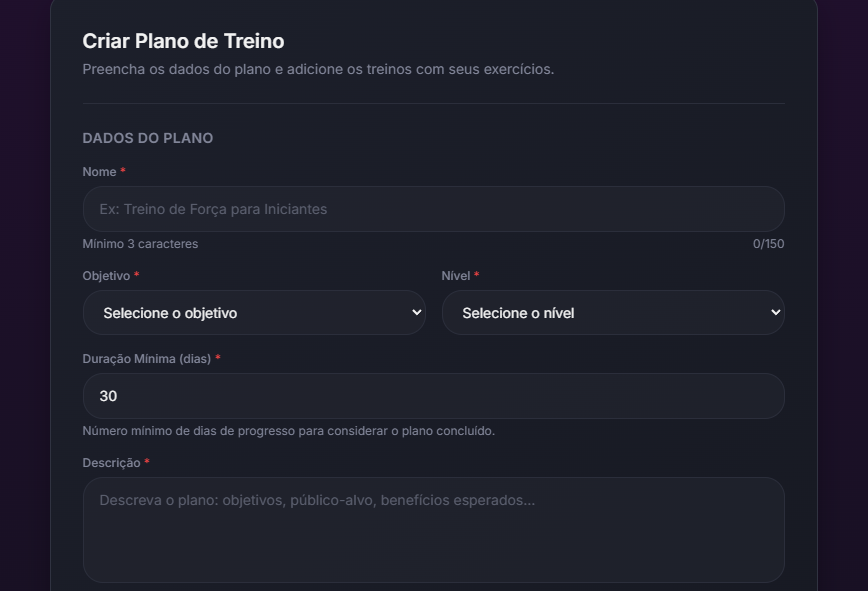 Criar Plano de Treino
Preencha os dados do plano e adicione os treinos com seus exercícios.
DADOS DO PLANO
Nome *
Ex: Treino de Força para Iniciantes
Mínimo 3 caracteres 0/150
Objetivo * Nível *
Selecione o objetivo Selecione o nível
Duração Mínima (dias) *
30
Número mínimo de dias de progresso para considerar o plano concluído.
Descrição *
Descreva o plano: objetivos, público-alvo, benefícios esperados...